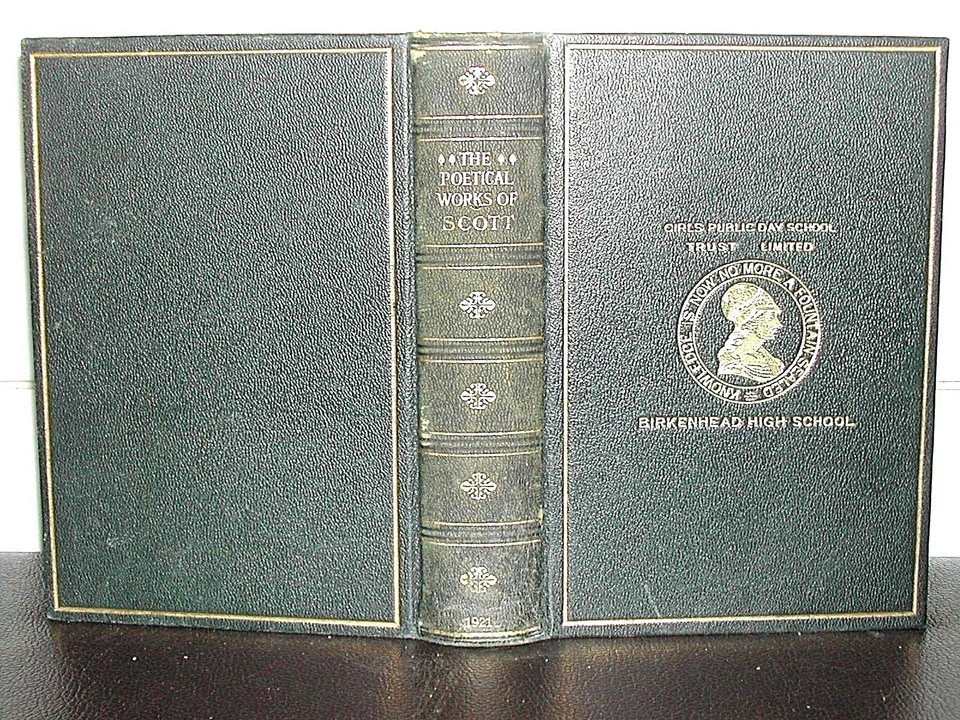 THE
POETICAL
WORKS OF
SCOTT
1921
GIRLS PUBLIC DAY SCHOOL
TRUST LIMITED
KNOWLEDGE IS NOW NO MORE A FOUNTAIN SEALED
BIRKENHEAD HIGH SCHOOL